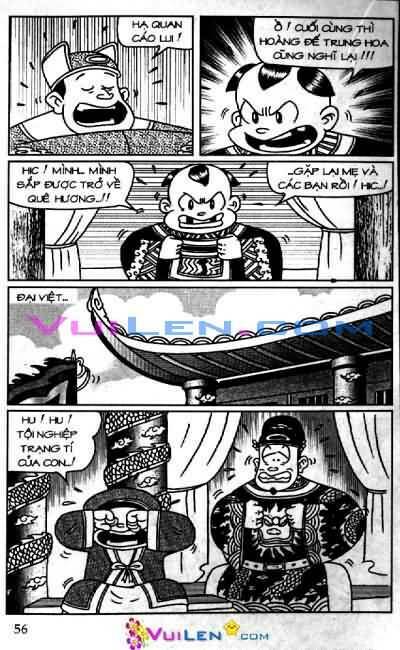 HẠ QUAN
CÁO LUI !
Ồ ! CUỐI CÙNG THÌ
HOÀNG ĐẾ TRUNG HOA
CŨNG NGHĨ LẠI !!!
HIC ! MÌNH.. MÌNH
SẮP ĐƯỢC TRỞ VỀ
QUÊ HƯƠNG..!!
..GẶP LẠI MẸ VÀ
CÁC BẠN RỒI ! HIC..!
ĐẠI VIỆT...
VuiLen.com
HU ! HU !
TỘI NGHIỆP
TRẠNG TÍ
CỦA CON..!
56
VuiLen.com